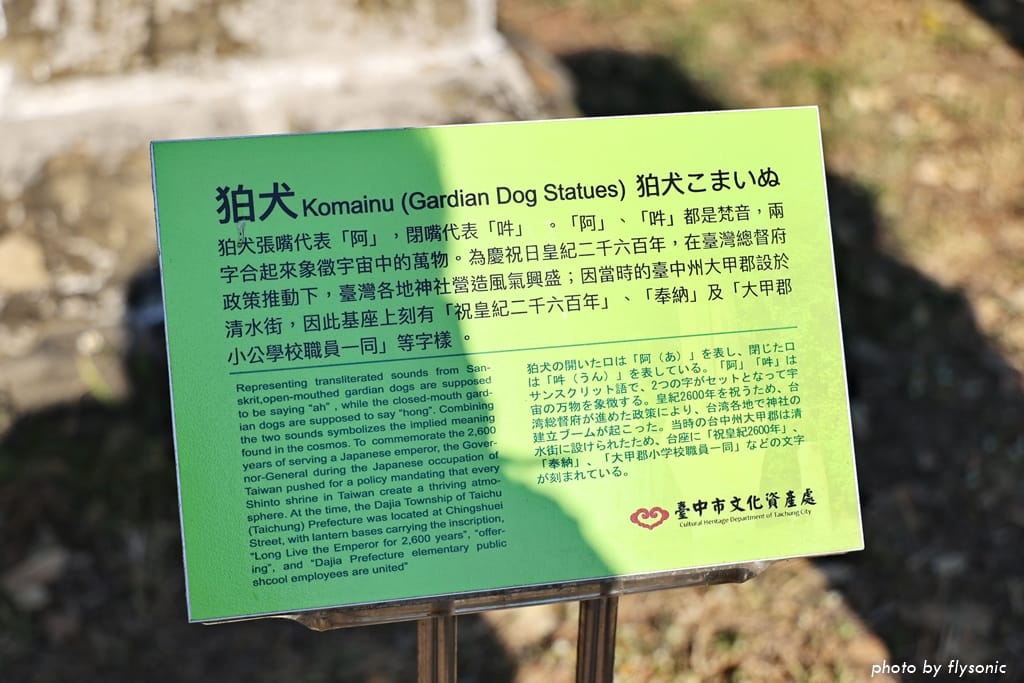 狛犬 Komainu (Gardian Dog Statues) 狛犬こまいぬ
狛犬張嘴代表「阿」，閉嘴代表「吽」 。「阿」、「吽」都是梵音，兩
字合起來象徵宇宙中的萬物。為慶祝日皇紀二千六百年，在臺灣總督府
政策推動下，臺灣各地神社營造風氣興盛；因當時的臺中州大甲郡設於
清水街，因此基座上刻有「祝皇紀二千六百年」、「奉納」及「大甲郡
小公學校職員一同」等字樣 。
Representing transliterated sounds from San-
skrit,open-mouthed gardian dogs are supposed
to be saying "ah" , while the closed-mouth gard-
ian dogs are supposed to say "hong". Combining
the two sounds symbolizes the implied meaning
found in the cosmos. To commemorate the 2,600
years of serving a Japanese emperor, the Gover-
nor-General during the Japanese occupation of
Taiwan pushed for a policy mandating that every
Shinto shrine in Taiwan create a thriving atmo-
sphere. At the time, the Dajia Township of Taichu
(Taichung) Prefecture was located at Chingshuei
Street, with lantern bases carrying the inscription,
"Long Live the Emperor for 2,600 years", "offer-
ing", and "Dajia Prefecture elementary public
shcool employees are united"
狛犬の開いた口は「阿（あ）」を表し、閉じた口
は「吽（うん）」を表している。「阿」「吽」は
サンスクリット語で、2つの字がセットとなって宇
宙の万物を象徴する。皇紀2600年を祝うため、台
湾総督府が進めた政策により、台湾各地で神社の
建立ブームが起こった。当時の台中州大甲郡は清
水街に設けられたため、台座に「祝皇紀2600年」、
「奉納」、「大甲郡小学校職員一同」などの文字
が刻まれている。
臺中市文化資產處
Cultural Heritage Department of Taichung City
photo by flysonic